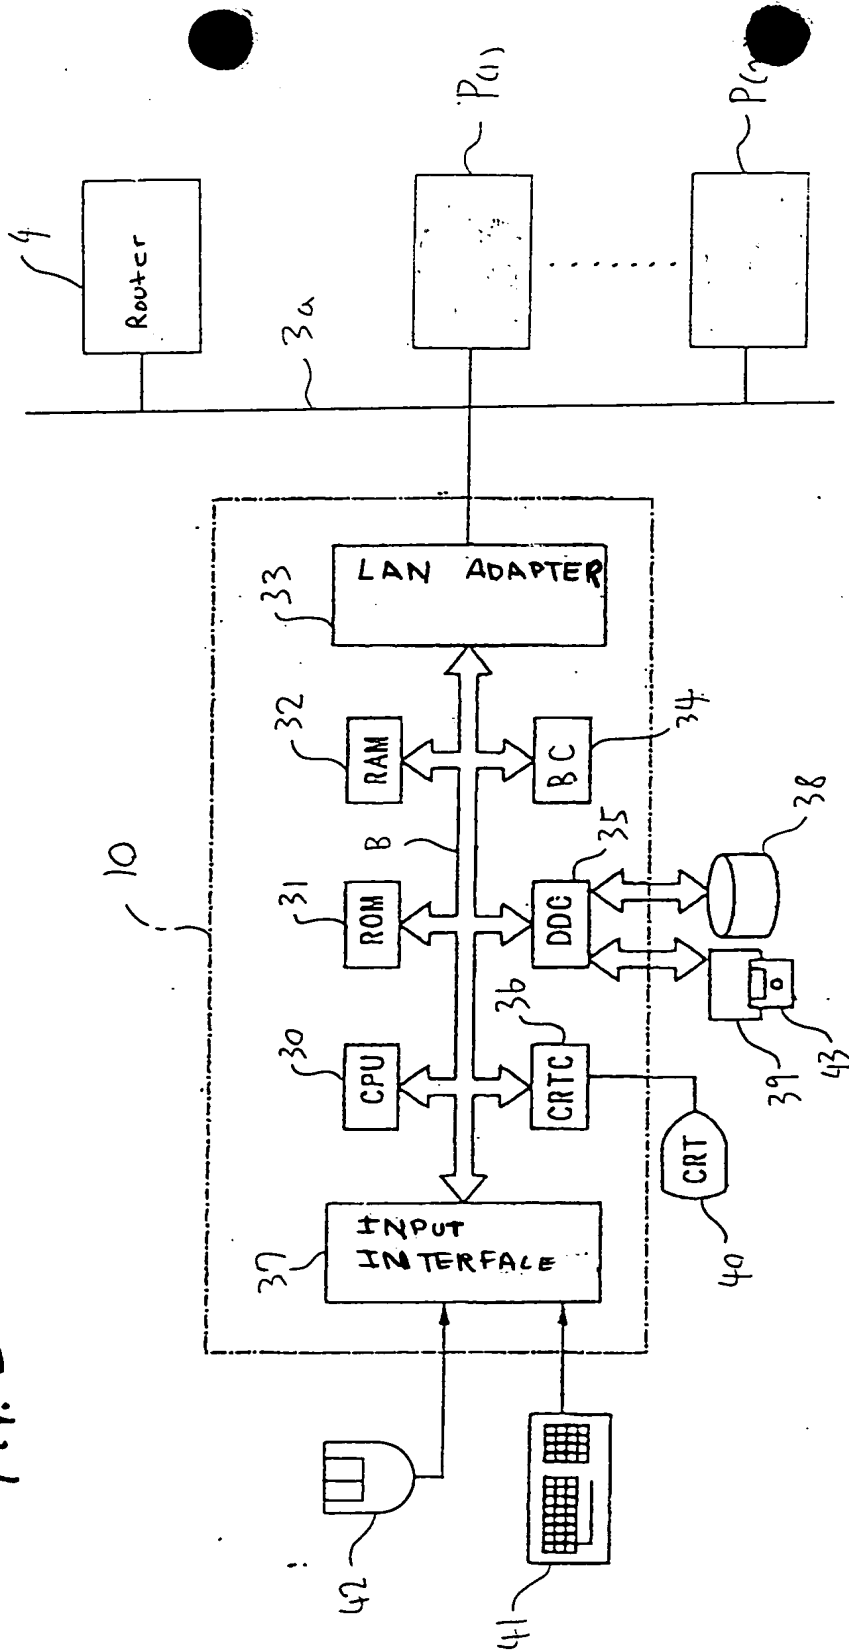 4
Router
3a
P(1)
10
33
LAN ADAPTER
32
RAM
31
ROM
30
CPU
B
BC
34
35
DDC
36
CRTC
38
39
43
CRT
40
37
INPUT
INTERFACE
42
41